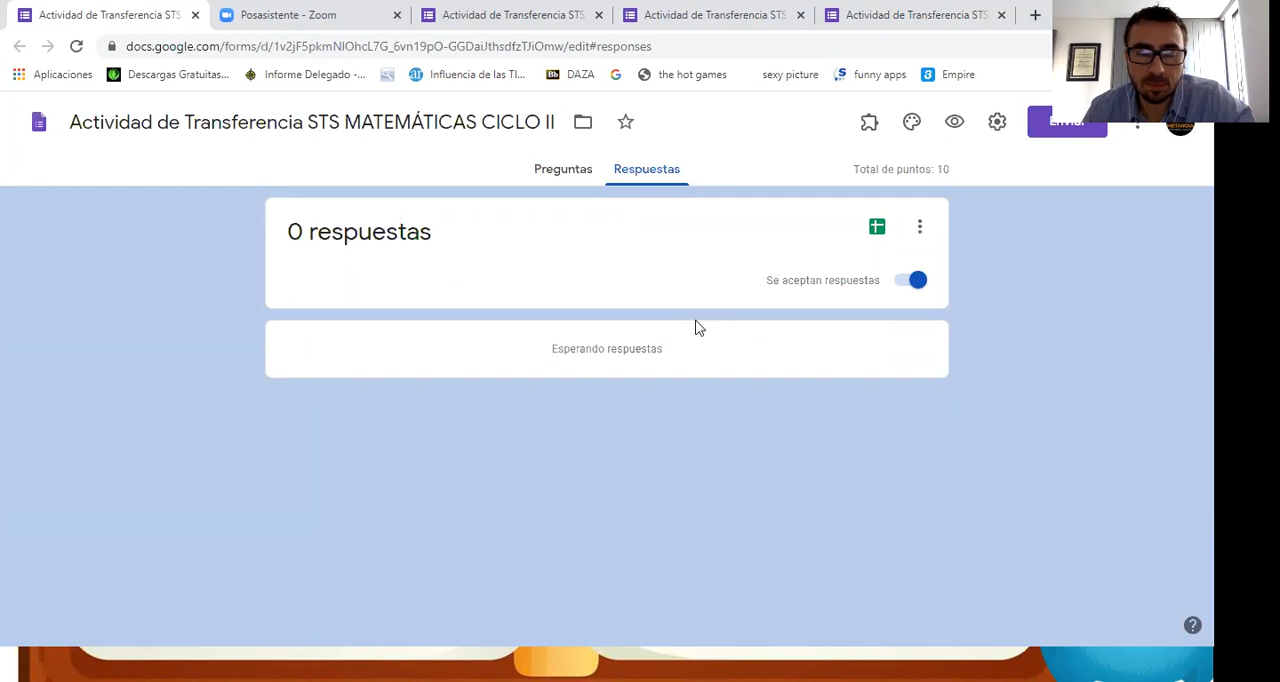 Actividad de Transferencia STS
Posasistente - Zoom
Actividad de Transferencia STS
Actividad de Transferencia STS
Actividad de Transferencia STS
docs.google.com/forms/d/1v2jF5pkmNlOhcL7G_6vn19pO-GGDaiJthsdfzTJiOmw/edit#responses
Aplicaciones
Descargas Gratuitas...
Informe Delegado -...
Influencia de las TI...
Bb DAZA
the hot games
sexy picture
funny apps
Empire
Actividad de Transferencia STS MATEMÁTICAS CICLO II
Preguntas
Respuestas
Total de puntos: 10
0 respuestas
Se aceptan respuestas
Esperando respuestas